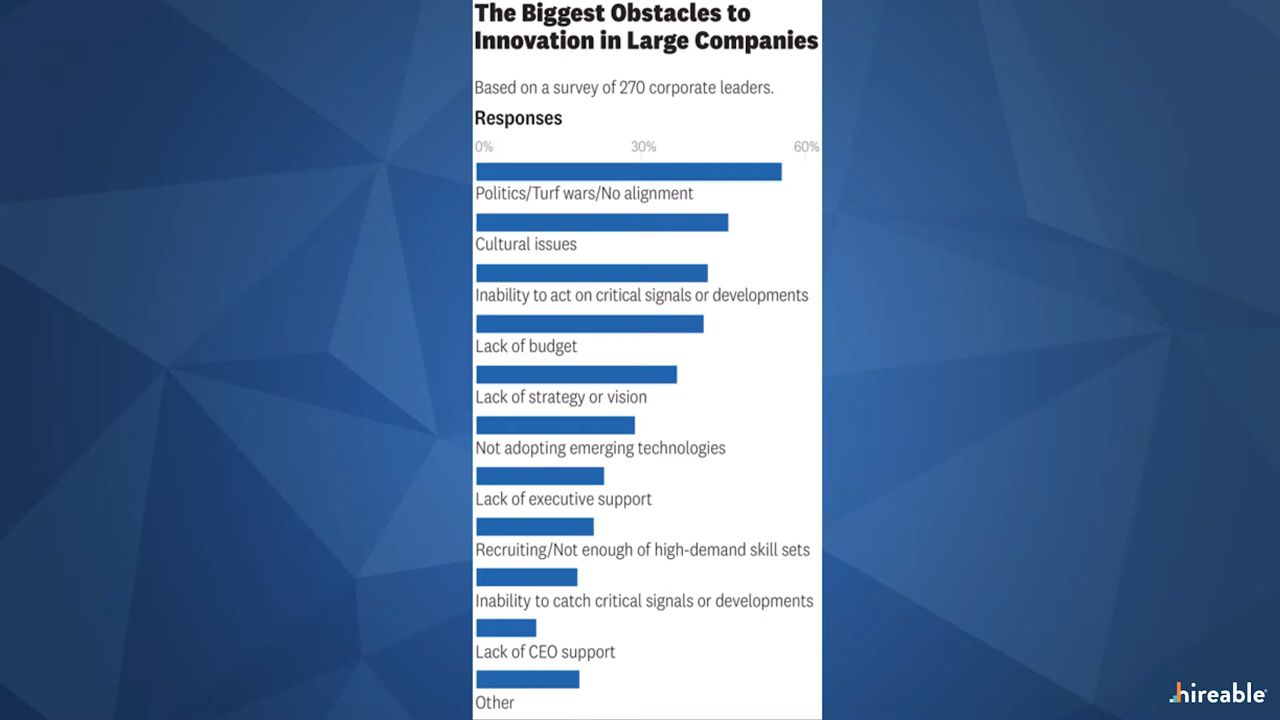 The Biggest Obstacles to
Innovation in Large Companies
Based on a survey of 270 corporate leaders.
Responses
0% 30% 60%
Politics/Turf wars/No alignment
Cultural issues
Inability to act on critical signals or developments
Lack of budget
Lack of strategy or vision
Not adopting emerging technologies
Lack of executive support
Recruiting/Not enough of high-demand skill sets
Inability to catch critical signals or developments
Lack of CEO support
Other
hireable